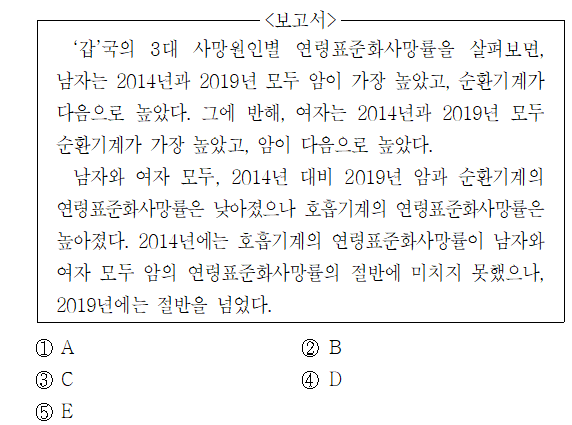 <보고서>
‘갑’국의 3대 사망원인별 연령표준화사망률을 살펴보면,
남자는 2014년과 2019년 모두 암이 가장 높았고, 순환기계가
다음으로 높았다. 그에 반해, 여자는 2014년과 2019년 모두
순환기계가 가장 높았고, 암이 다음으로 높았다.
남자와 여자 모두, 2014년 대비 2019년 암과 순환기계의
연령표준화사망률은 낮아졌으나 호흡기계의 연령표준화사망률은
높아졌다. 2014년에는 호흡기계의 연령표준화사망률이 남자와
여자 모두 암의 연령표준화사망률의 절반에 미치지 못했으나,
2019년에는 절반을 넘었다.
① A ② B
③ C ④ D
⑤ E